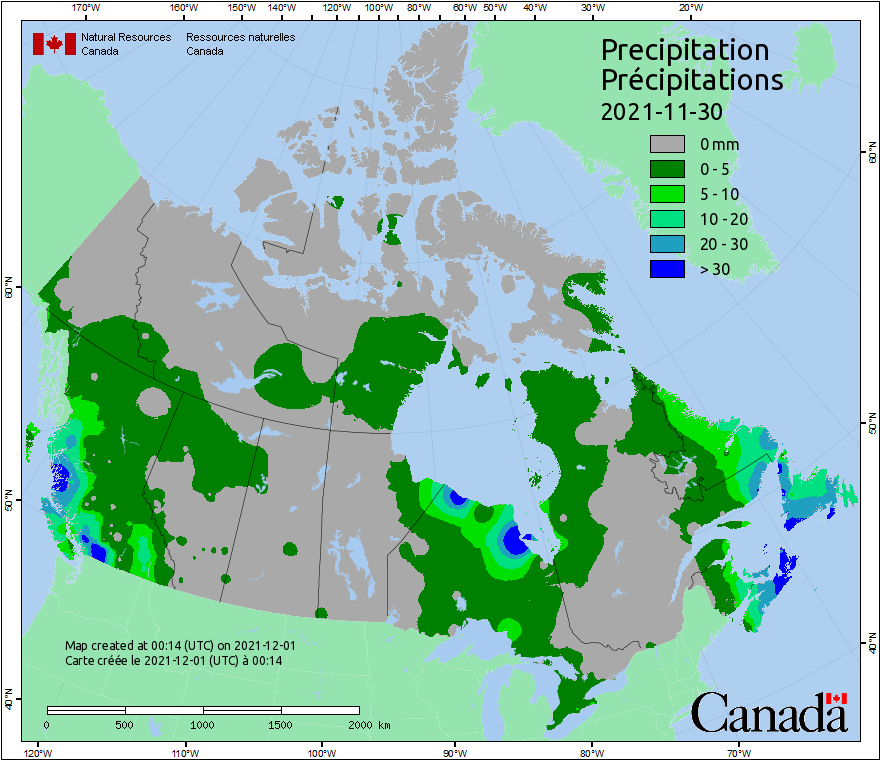 170°W 160°W 150°W 140°W 130°W 120°W 110°W 100°W 90°W 80°W 60°W 50°W 40°W 30°W 20°W
Natural Resources Ressources naturelles
Canada Canada
Precipitation
Précipitations
2021-11-30
0 mm
0 - 5
5 - 10
10 - 20
20 - 30
> 30
60°N
60°N
50°N
50°N
40°N
40°N
Map created at 00:14 (UTC) on 2021-12-01
Carte créée le 2021-12-01 (UTC) à 00:14
0 500 1000 1500 2000 km
Canada
120°W 110°W 100°W 90°W 80°W 70°W